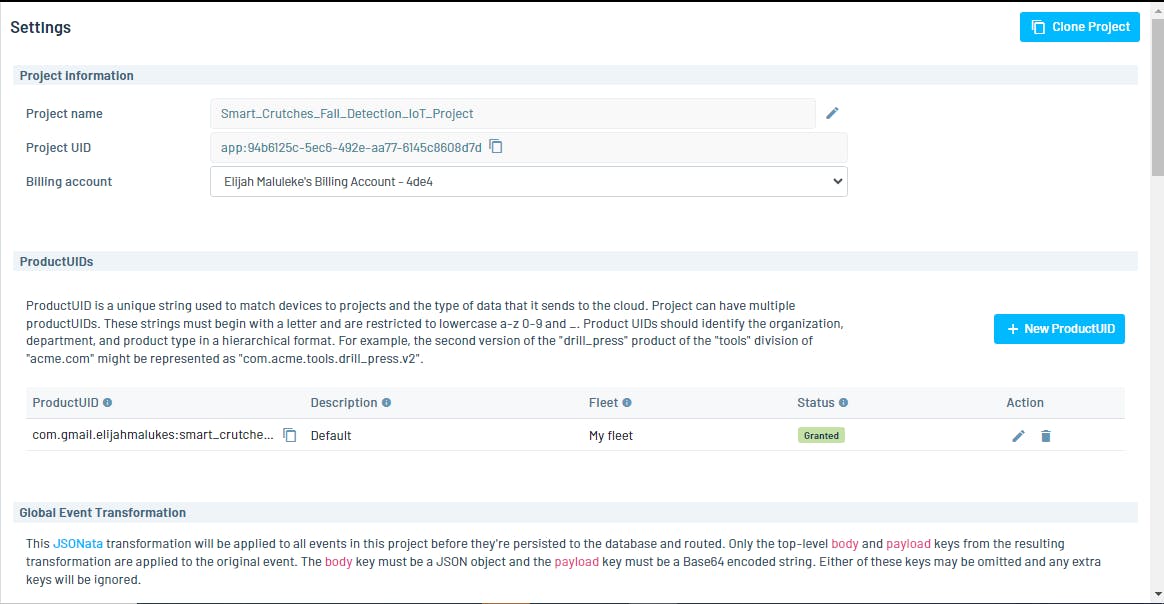 Settings
Clone Project
Project Information
Project name
Smart_Crutches_Fall_Detection_IoT_Project
Project UID
app:94b6125c-5ec6-492e-aa77-6145c8608d7d
Billing account
Elijah Maluleke's Billing Account - 4de4
ProductUIDs
ProductUID is a unique string used to match devices to projects and the type of data that it sends to the cloud. Project can have multiple
productUIDs. These strings must begin with a letter and are restricted to lowercase a-z 0-9 and _. Product UIDs should identify the organization,
department, and product type in a hierarchical format. For example, the second version of the "drill_press" product of the "tools" division of
"acme.com" might be represented as "com.acme.tools.drill_press.v2".
+ New ProductUID
ProductUID Description Fleet Status Action
com.gmail.elijahmalukes:smart_crutche... Default My fleet Granted
Global Event Transformation
This JSONata transformation will be applied to all events in this project before they're persisted to the database and routed. Only the top-level body and payload keys from the resulting
transformation are applied to the original event. The body key must be a JSON object and the payload key must be a Base64 encoded string. Either of these keys may be omitted and any extra
keys will be ignored.